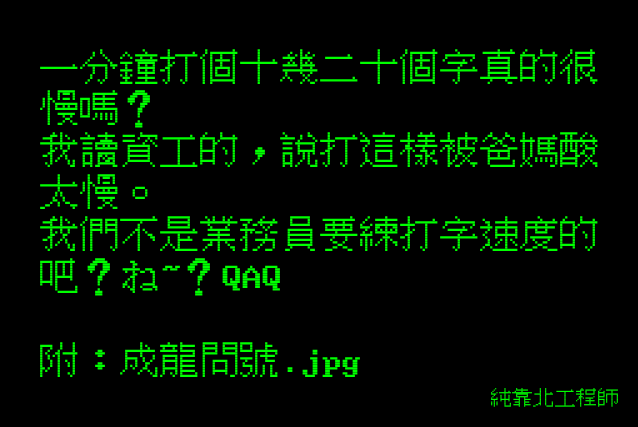 一分鐘打個十幾二十個字真的很
慢嗎？
我讀資工的，說打這樣被爸媽酸
太慢。
我們不是業務員要練打字速度的
吧？ね~？QAQ
附：成龍問號.jpg
純靠北工程師